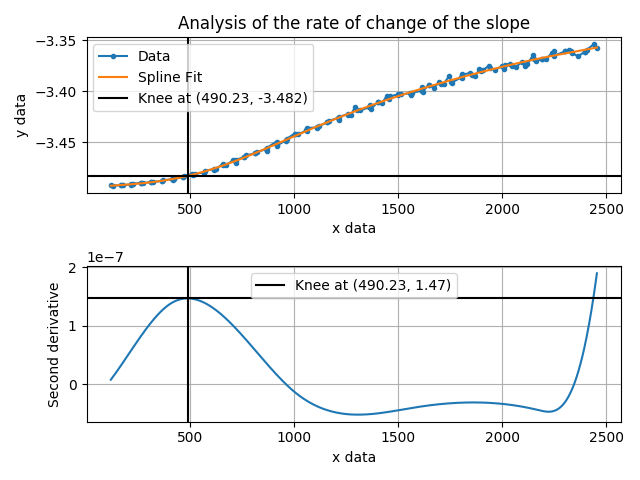 Analysis of the rate of change of the slope
−3.35
−3.40
−3.45
y data
Data
Spline Fit
Knee at (490.23, -3.482)
500
1000
1500
2000
2500
x data
1e−7
2
1
0
Second derivative
Knee at (490.23, 1.47)
500
1000
1500
2000
2500
x data